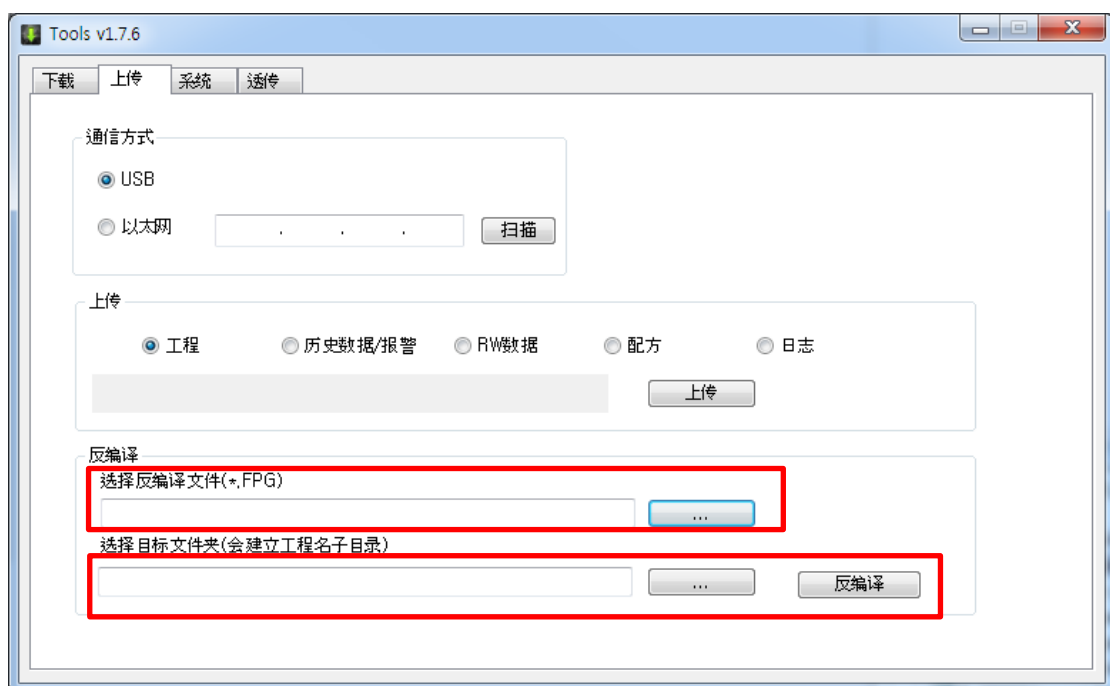 Tools v1.7.6
下载 上传 系统 透传
通信方式
USB
以太网 . . . 扫描
上传
工程 历史数据/报警 RW数据 配方 日志
上传
反编译
选择反编译文件(*.FPG)
...
选择目标文件夹(会建立工程名子目录)
... 反编译